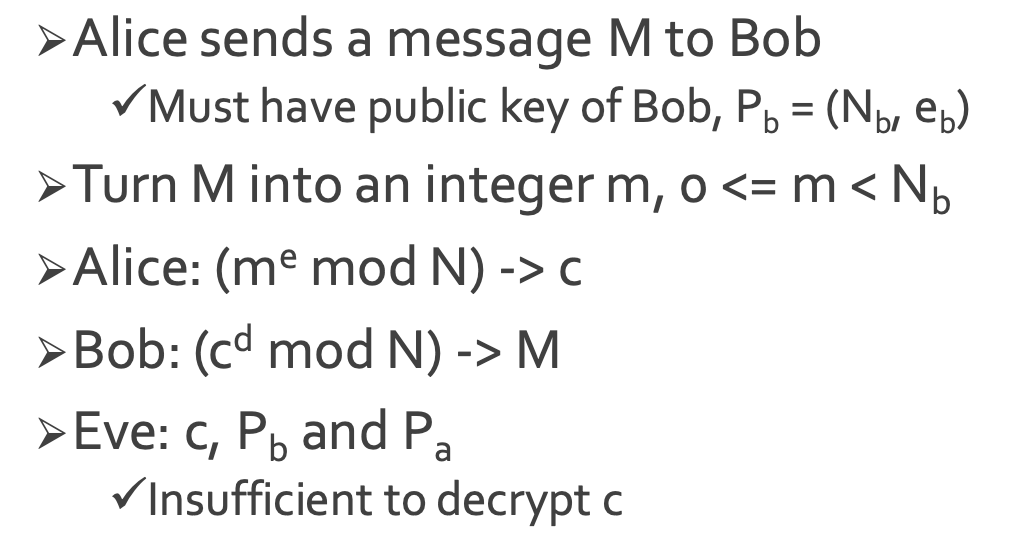 ➢Alice sends a message M to Bob
✓Must have public key of Bob, P_b = (N_b, e_b)
➢Turn M into an integer m, 0 <= m < N_b
➢Alice: (m^e mod N) -> c
➢Bob: (c^d mod N) -> M
➢Eve: c, P_b and P_a
✓Insufficient to decrypt c